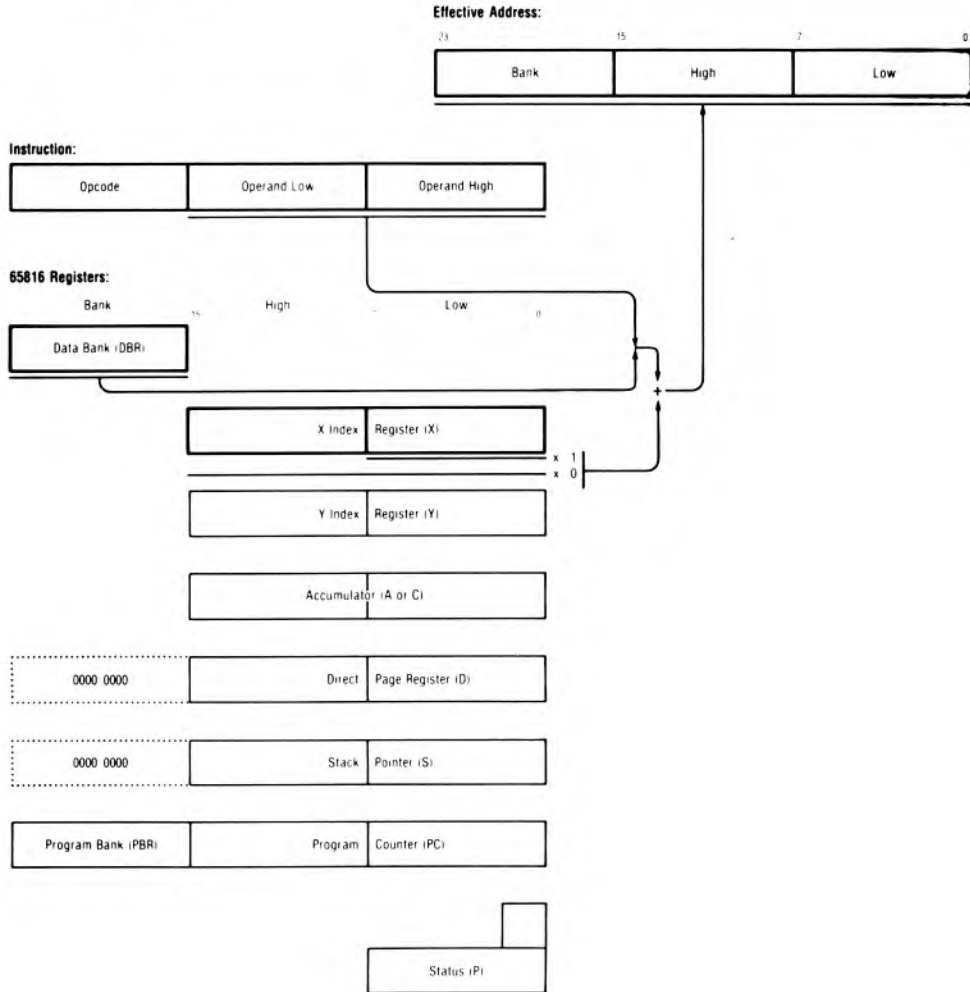 Effective Address:
23 15 7 0
Bank High Low
Instruction:
Opcode Operand Low Operand High
65816 Registers:
Bank High Low
15 0
Data Bank (DBR)
+
X Index Register (X)
x 1
x 0
Y Index Register (Y)
Accumulator (A or C)
0000 0000 Direct Page Register (D)
0000 0000 Stack Pointer (S)
Program Bank (PBR) Program Counter (PC)
Status (P)